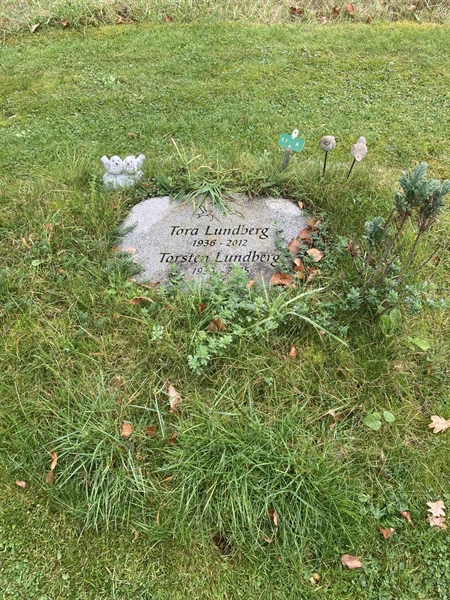 Tora Lundberg
1936 - 2012
Torsten Lundberg